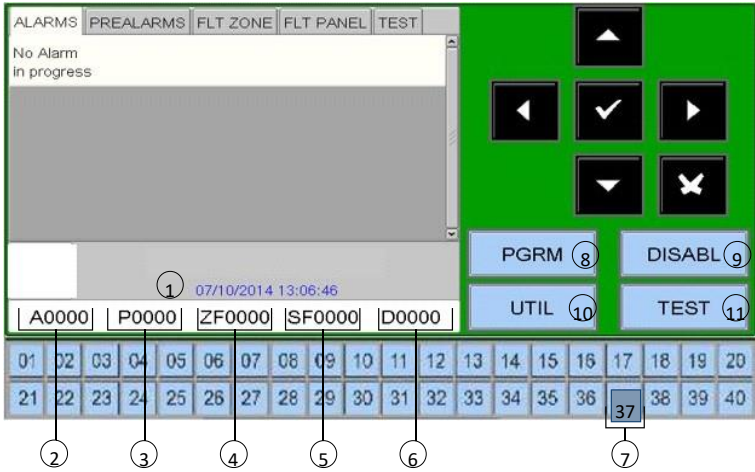 ALARMS PREALARMS FLT ZONE FLT PANEL TEST
No Alarm
in progress
PGRM 8 DISABL 9
1 07/10/2014 13:06:46
UTIL 10 TEST 11
A0000 P0000 ZF0000 SF0000 D0000
01 02 03 04 05 06 07 08 09 10 11 12 13 14 15 16 17 18 19 20
21 22 23 24 25 26 27 28 29 30 31 32 33 34 35 36 37 38 39 40
2 3 4 5 6 7